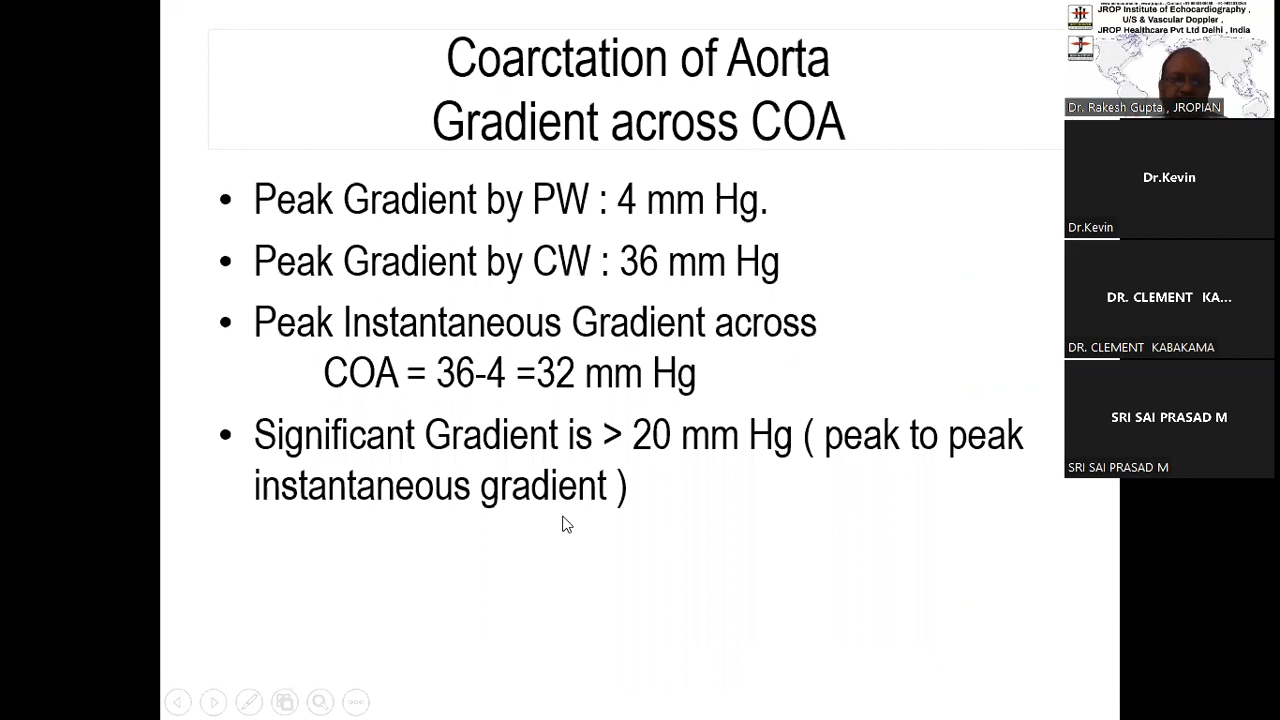 Coarctation of Aorta
Gradient across COA
• Peak Gradient by PW : 4 mm Hg.
• Peak Gradient by CW : 36 mm Hg
• Peak Instantaneous Gradient across
COA = 36-4 =32 mm Hg
• Significant Gradient is > 20 mm Hg ( peak to peak
instantaneous gradient )
JROP Institute of Echocardiography ,
U/S & Vascular Doppler ,
JROP Healthcare Pvt Ltd Delhi , India
Dr. Rakesh Gupta , JROPIAN
Dr.Kevin
Dr.Kevin
DR. CLEMENT KA...
DR. CLEMENT KABAKAMA
SRI SAI PRASAD M
SRI SAI PRASAD M